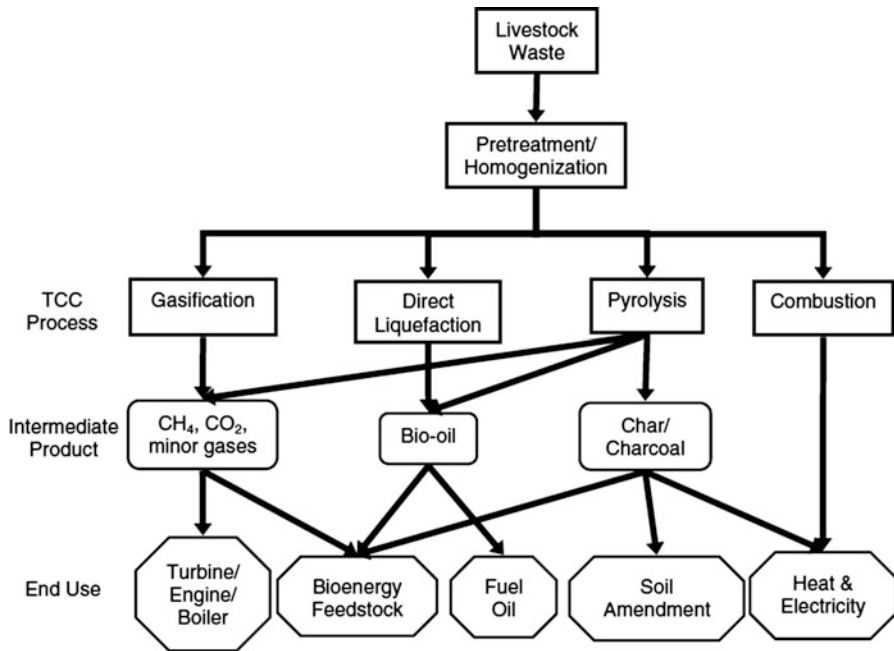 Livestock
Waste
Pretreatment/
Homogenization
TCC
Process
Gasification
Direct
Liquefaction
Pyrolysis
Combustion
Intermediate
Product
CH₄, CO₂,
minor gases
Bio-oil
Char/
Charcoal
End Use
Turbine/
Engine/
Boiler
Bioenergy
Feedstock
Fuel
Oil
Soil
Amendment
Heat &
Electricity